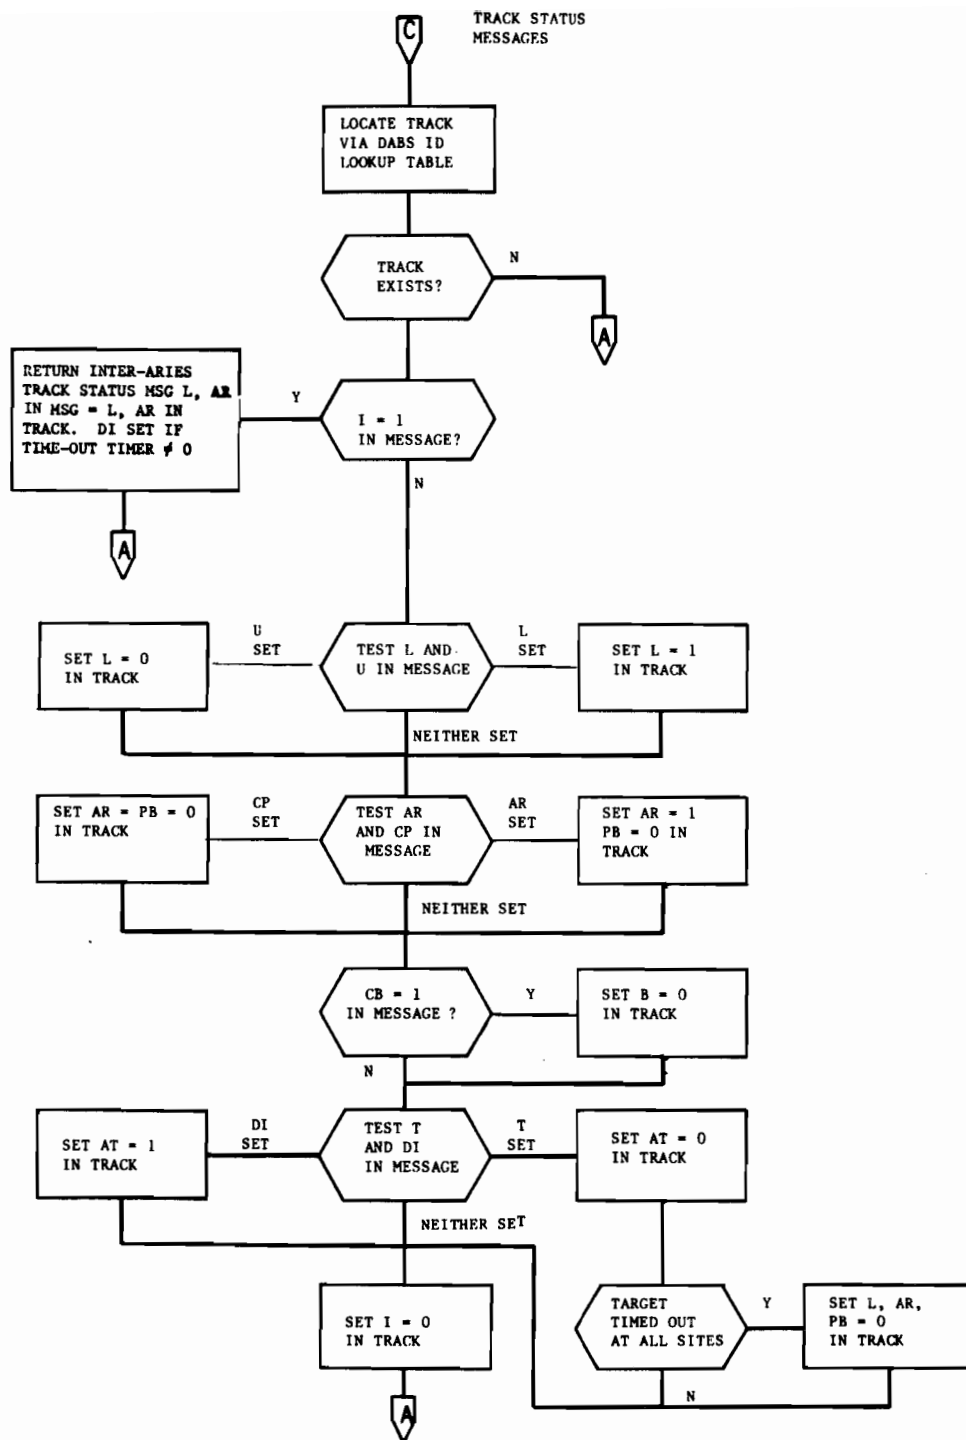 C
TRACK STATUS
MESSAGES
LOCATE TRACK
VIA DABS ID
LOOKUP TABLE
TRACK
EXISTS?
N
A
RETURN INTER-ARIES
TRACK STATUS MSG L, AR
IN MSG = L, AR IN
TRACK. DI SET IF
TIME-OUT TIMER ≠ 0
Y
I = 1
IN MESSAGE?
N
A
SET L = 0
IN TRACK
U
SET
TEST L AND
U IN MESSAGE
L
SET
SET L = 1
IN TRACK
NEITHER SET
SET AR = PB = 0
IN TRACK
CP
SET
TEST AR
AND CP IN
MESSAGE
AR
SET
SET AR = 1
PB = 0 IN
TRACK
NEITHER SET
CB = 1
IN MESSAGE ?
Y
SET B = 0
IN TRACK
N
SET AT = 1
IN TRACK
DI
SET
TEST T
AND DI
IN MESSAGE
T
SET
SET AT = 0
IN TRACK
NEITHER SET
SET I = 0
IN TRACK
TARGET
TIMED OUT
AT ALL SITES
Y
SET L, AR,
PB = 0
IN TRACK
N
A